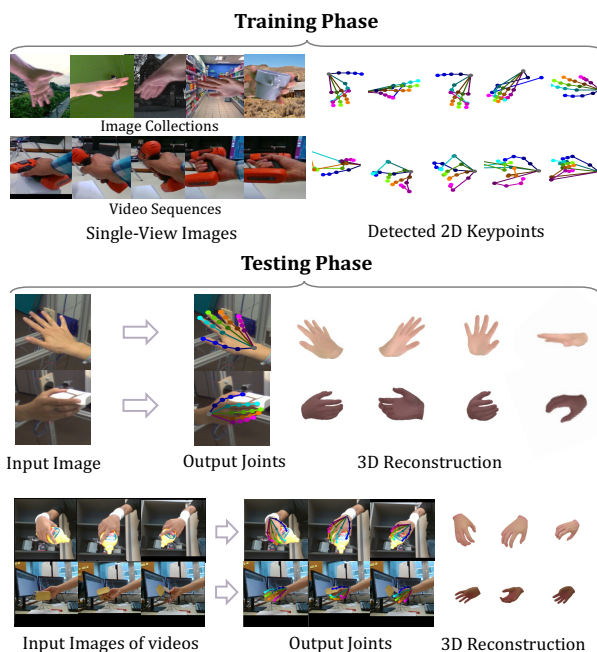 Training Phase
Image Collections
Video Sequences
Single-View Images
Detected 2D Keypoints
Testing Phase
Input Image
Output Joints
3D Reconstruction
Input Images of videos
Output Joints
3D Reconstruction